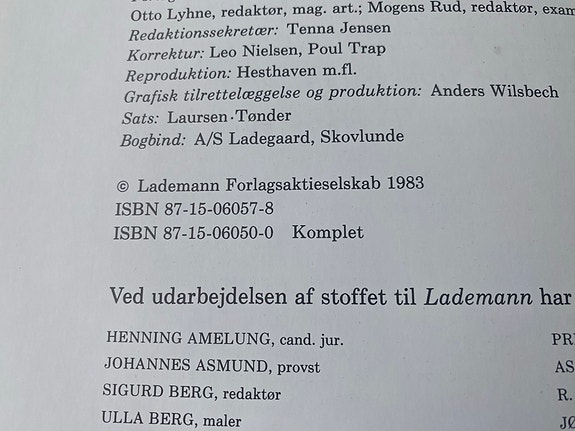 Otto Lyhne, redaktør, mag. art.; Mogens Rud, redaktør, exam
Redaktionssekretær: Tenna Jensen
Korrektur: Leo Nielsen, Poul Trap
Reproduktion: Hesthaven m.fl.
Grafisk tilrettelæggelse og produktion: Anders Wilsbech
Sats: Laursen·Tønder
Bogbind: A/S Ladegaard, Skovlunde
© Lademann Forlagsaktieselskab 1983
ISBN 87-15-06057-8
ISBN 87-15-06050-0 Komplet
Ved udarbejdelsen af stoffet til Lademann har
HENNING AMELUNG, cand. jur. PR
JOHANNES ASMUND, provst AS
SIGURD BERG, redaktør R.
ULLA BERG, maler JØ